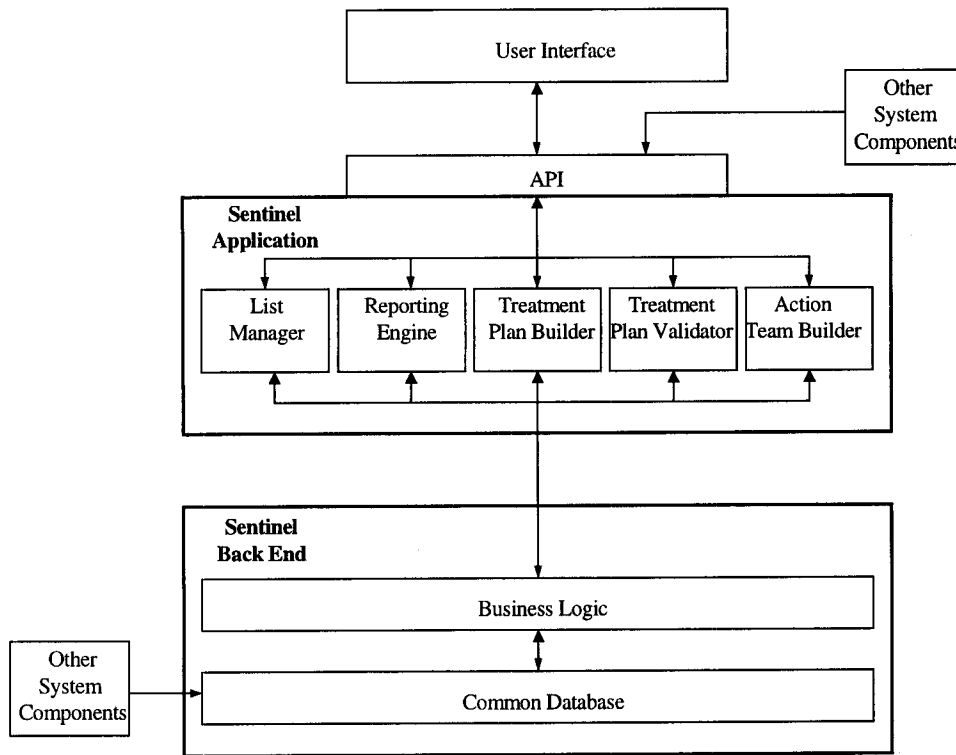 User Interface
Other
System
Components
API
Sentinel
Application
List
Manager
Reporting
Engine
Treatment
Plan Builder
Treatment
Plan Validator
Action
Team Builder
Sentinel
Back End
Business Logic
Other
System
Components
Common Database